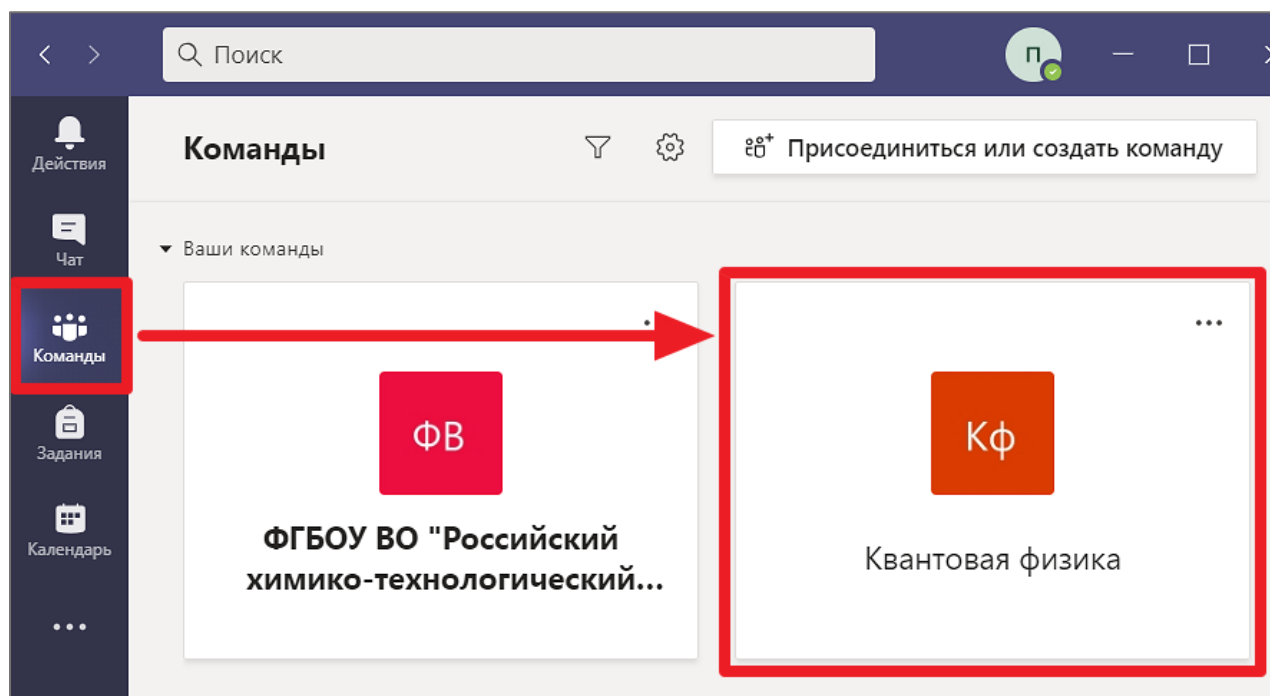 Поиск
П
Действия
Чат
Команды
Задания
Календарь
Команды
Присоединиться или создать команду
Ваши команды
ФВ
ФГБОУ ВО "Российский
химико-технологический...
Кф
Квантовая физика